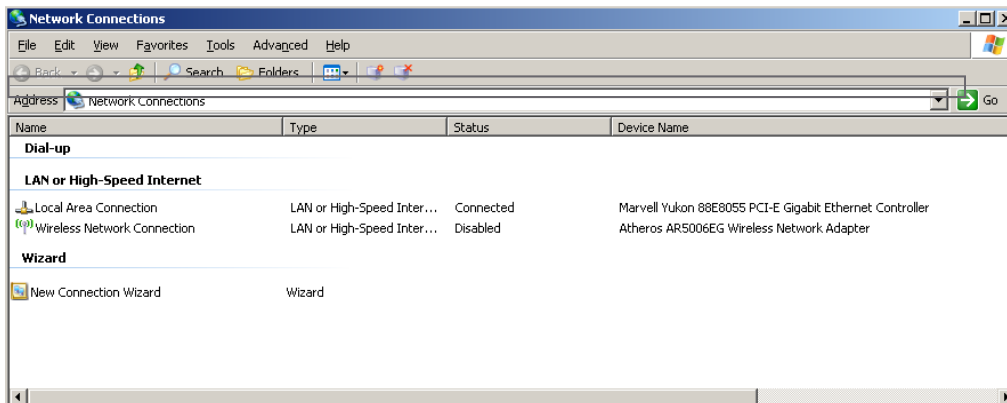 Network Connections
File Edit View Favorites Tools Advanced Help
Back Search Folders
Address Network Connections Go
Name Type Status Device Name
Dial-up
LAN or High-Speed Internet
Local Area Connection LAN or High-Speed Inter... Connected Marvell Yukon 88E8055 PCI-E Gigabit Ethernet Controller
Wireless Network Connection LAN or High-Speed Inter... Disabled Atheros AR5006EG Wireless Network Adapter
Wizard
New Connection Wizard Wizard